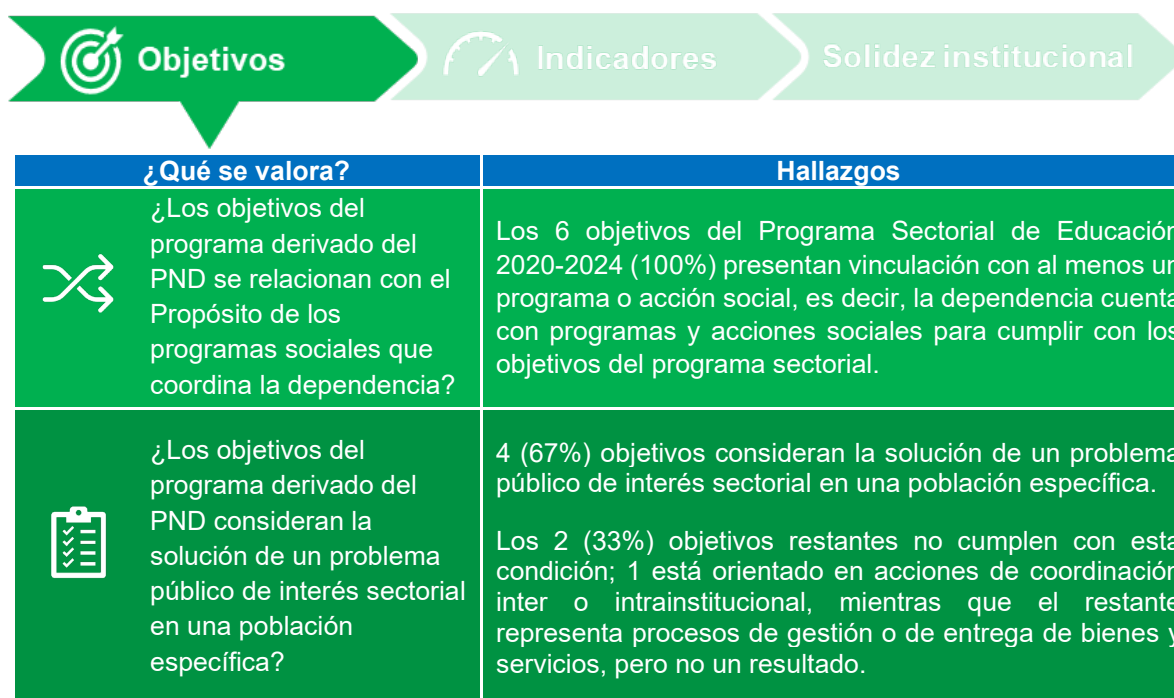 Objetivos
Indicadores
Solidez institucional
¿Qué se valora?
Hallazgos
¿Los objetivos del
programa derivado del
PND se relacionan con el
Propósito de los
programas sociales que
coordina la dependencia?
Los 6 objetivos del Programa Sectorial de Educación
2020-2024 (100%) presentan vinculación con al menos un
programa o acción social, es decir, la dependencia cuenta
con programas y acciones sociales para cumplir con los
objetivos del programa sectorial.
¿Los objetivos del
programa derivado del
PND consideran la
solución de un problema
público de interés sectorial
en una población
específica?
4 (67%) objetivos consideran la solución de un problema
público de interés sectorial en una población específica.
Los 2 (33%) objetivos restantes no cumplen con esta
condición; 1 está orientado en acciones de coordinación
inter o intrainstitucional, mientras que el restante
representa procesos de gestión o de entrega de bienes y
servicios, pero no un resultado.